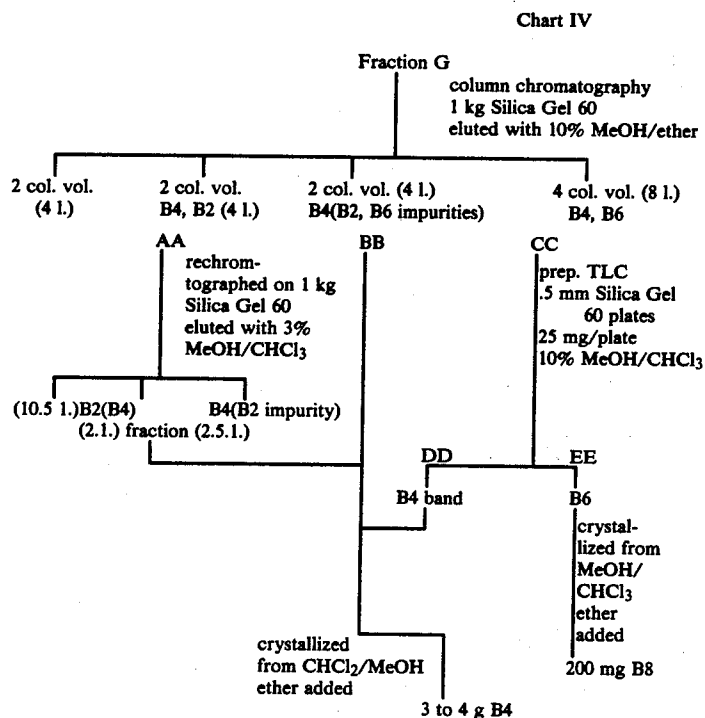 Chart IV
Fraction G
column chromatography
1 kg Silica Gel 60
eluted with 10% MeOH/ether
2 col. vol.
(4 l.)
2 col. vol.
B4, B2 (4 l.)
2 col. vol. (4 l.)
B4(B2, B6 impurities)
4 col. vol. (8 l.)
B4, B6
AA
rechrom-
tographed on 1 kg
Silica Gel 60
eluted with 3%
MeOH/CHCl3
BB
CC
prep. TLC
.5 mm Silica Gel
60 plates
25 mg/plate
10% MeOH/CHCl3
(10.5 l.)B2(B4)
B4(B2 impurity)
(2.1.) fraction (2.5.1.)
DD
EE
B4 band
B6
crystal-
lized from
MeOH/
CHCl3
ether
added
200 mg B8
crystallized
from CHCl2/MeOH
ether added
3 to 4 g B4